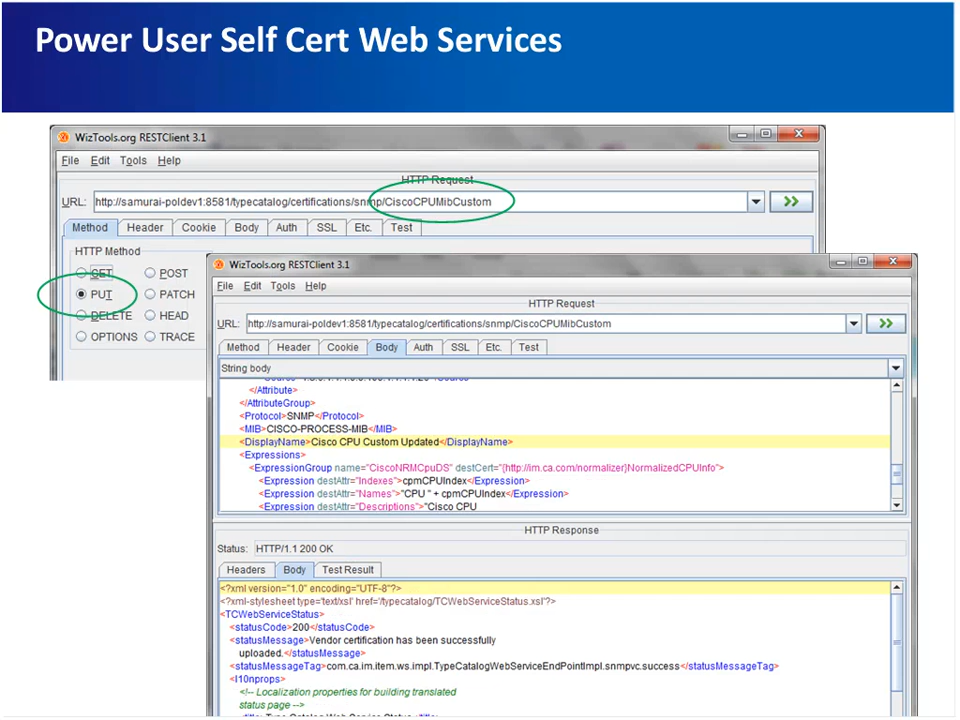 Power User Self Cert Web Services
WizTools.org RESTClient 3.1
File Edit Tools Help
HTTP Request
URL: http://samurai-poldev1:8581/typecatalog/certifications/snmp/CiscoCPUMibCustom
Method Header Cookie Body Auth SSL Etc. Test
HTTP Method
GET POST
PUT PATCH
DELETE HEAD
OPTIONS TRACE
WizTools.org RESTClient 3.1
File Edit Tools Help
HTTP Request
URL: http://samurai-poldev1:8581/typecatalog/certifications/snmp/CiscoCPUMibCustom
Method Header Cookie Body Auth SSL Etc. Test
String body
</Attribute>
</AttributeGroup>
<Protocol>SNMP</Protocol>
<MIB>CISCO-PROCESS-MIB</MIB>
<DisplayName>Cisco CPU Custom Updated</DisplayName>
<Expressions>
<ExpressionGroup name="CiscoNRMCpuDS" destCert="{http://im.ca.com/normalizer}NormalizedCPUInfo">
<Expression destAttr="Indexes">cpmCPUIndex</Expression>
<Expression destAttr="Names">"CPU " + cpmCPUIndex</Expression>
<Expression destAttr="Descriptions">"Cisco CPU
HTTP Response
Status: HTTP/1.1 200 OK
Headers Body Test Result
<?xml version="1.0" encoding="UTF-8"?>
<?xml-stylesheet type='text/xsl' href='/typecatalog/TCWebServiceStatus.xsl'?>
<TCWebServiceStatus>
<statusCode>200</statusCode>
<statusMessage>Vendor certification has been successfully
uploaded.</statusMessage>
<statusMessageTag>com.ca.im.item.ws.impl.TypeCatalogWebServiceEndPointImpl.snmpvc.success</statusMessageTag>
<l10nprops>
<!-- Localization properties for building translated
status page -->